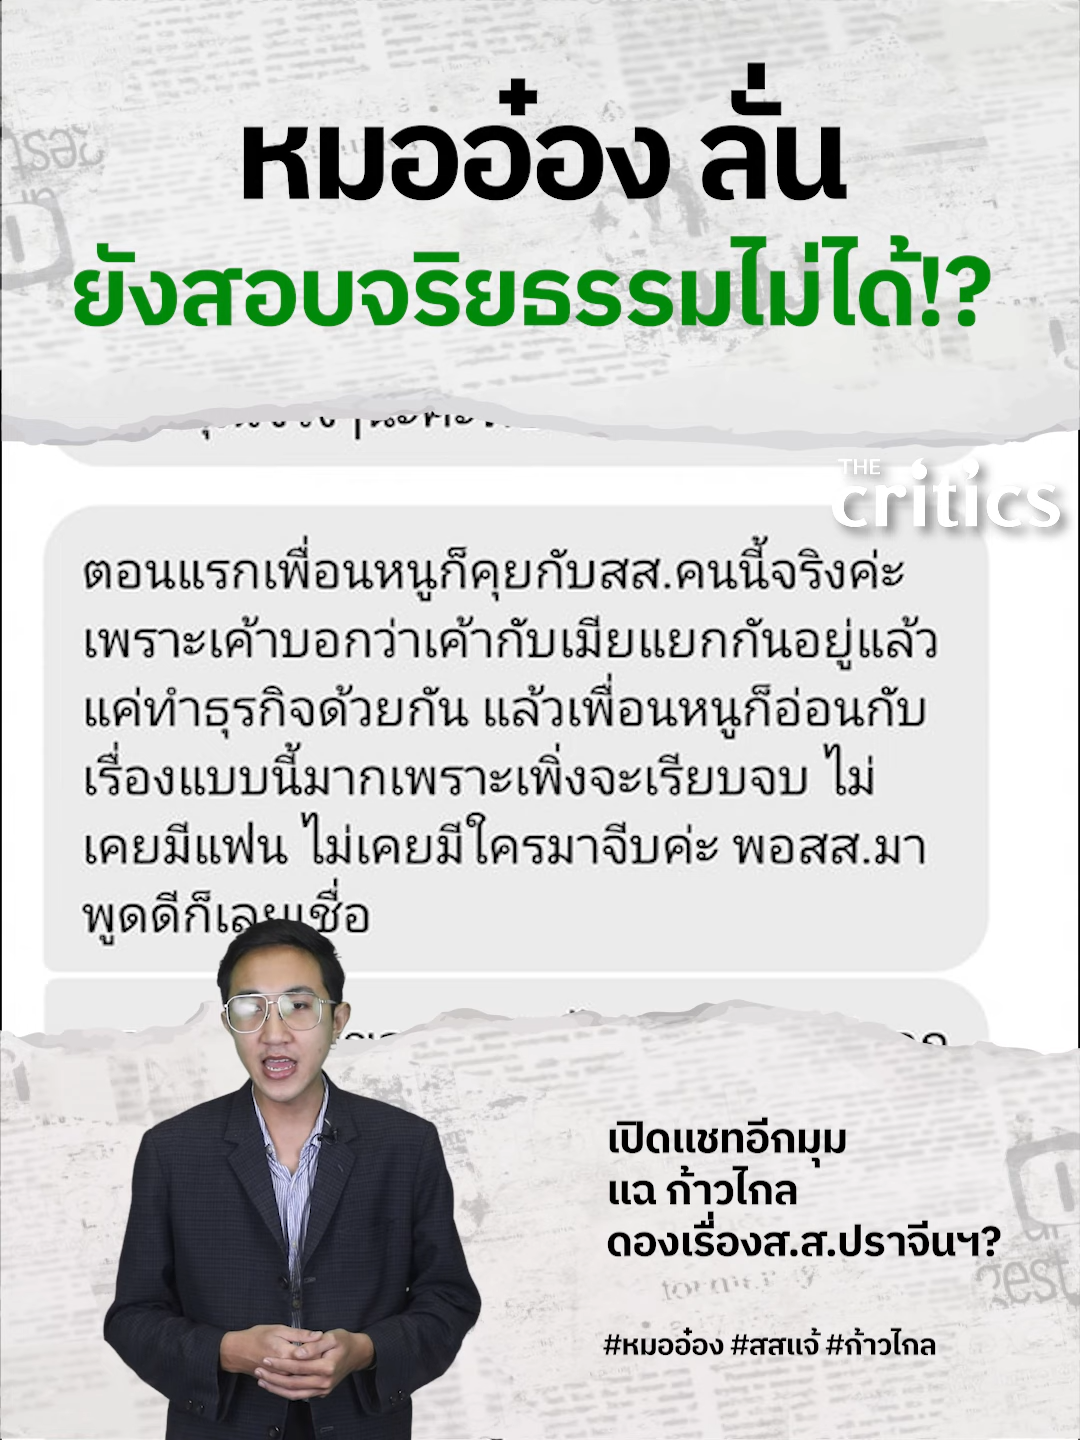 หมออ๋อง ลั่น
ยังสอบจริยธรรมไม่ได้!?
THE
critics
ตอนแรกเพื่อนหนูก็คุยกับสส.คนนี้จริงค่ะ
เพราะเค้าบอกว่าเค้ากับเมียแยกกันอยู่แล้ว
แค่ทำธุรกิจด้วยกัน แล้วเพื่อนหนูก็อ่อนกับ
เรื่องแบบนี้มากเพราะเพิ่งจะเรียบจบ ไม่
เคยมีแฟน ไม่เคยมีใครมาจีบค่ะ พอสส.มา
พูดดีก็เลยเชื่อ
เปิดแชทอีกมุม
แฉ ก้าวไกล
ดองเรื่องส.ส.ปราจีนฯ?
#หมออ๋อง #สสแจ้ #ก้าวไกล